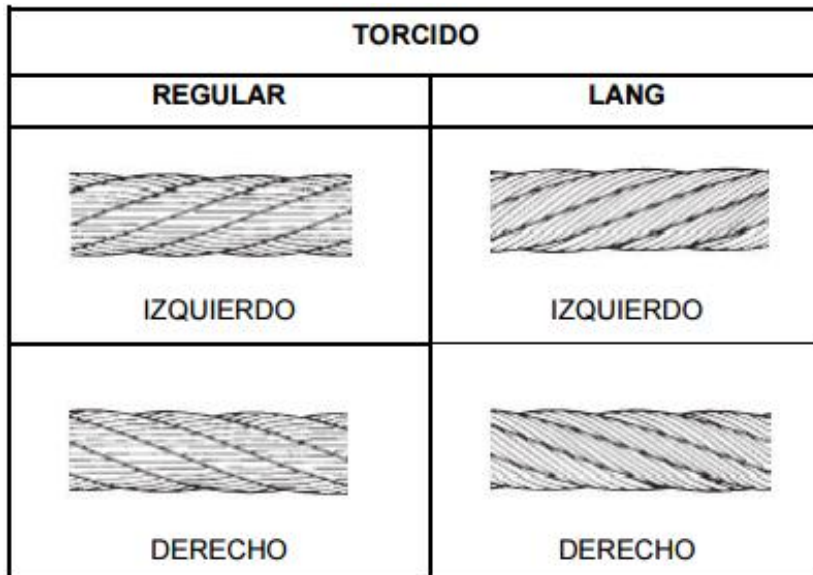 TORCIDO
REGULAR
LANG
IZQUIERDO
IZQUIERDO
DERECHO
DERECHO